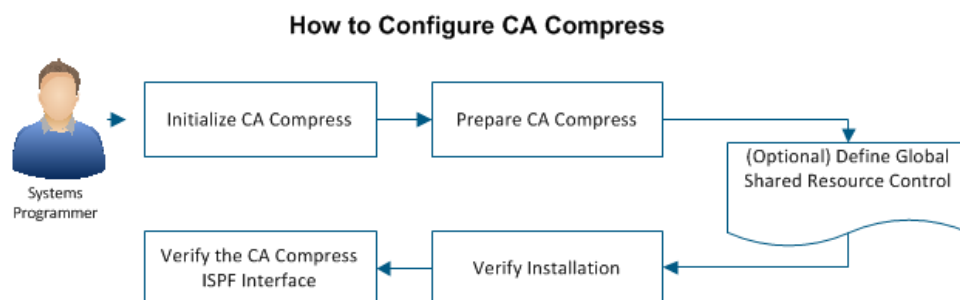 How to Configure CA Compress
Initialize CA Compress
Prepare CA Compress
(Optional) Define Global
Shared Resource Control
Systems
Programmer
Verify the CA Compress
ISPF Interface
Verify Installation